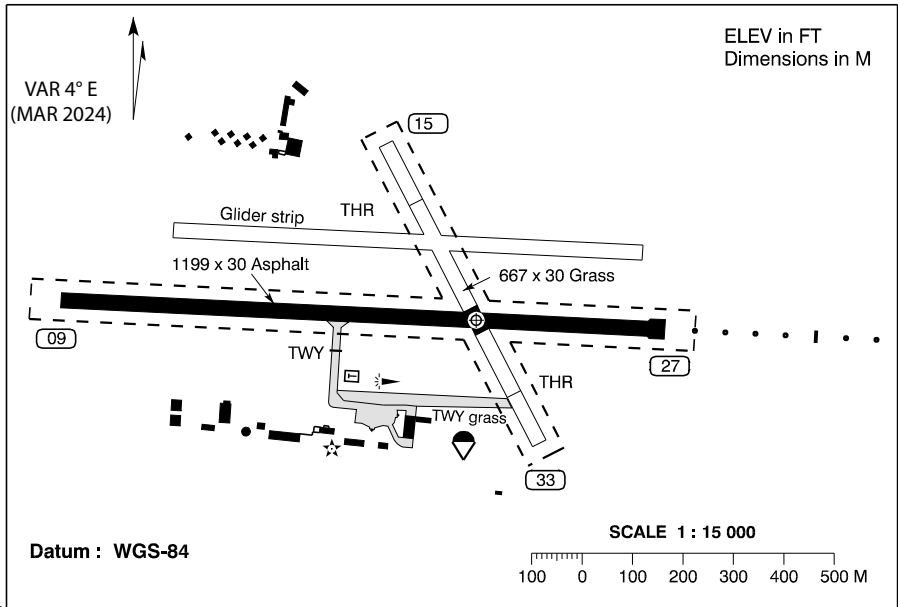 ELEV in FT
Dimensions in M
VAR 4° E
(MAR 2024)
15
THR
Glider strip
1199 x 30 Asphalt
667 x 30 Grass
09
TWY
27
T
THR
TWY grass
33
SCALE 1 : 15 000
Datum : WGS-84
100 0 100 200 300 400 500 M